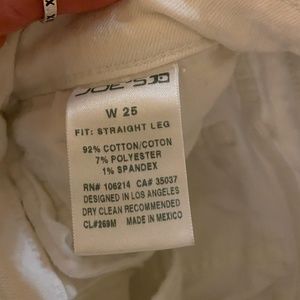 JOE'S
W 25
FIT: STRAIGHT LEG
92% COTTON/COTON
7% POLYESTER
1% SPANDEX
RN# 106214 CA# 35037
DESIGNED IN LOS ANGELES
DRY CLEAN RECOMMENDED
CL#269M MADE IN MEXICO